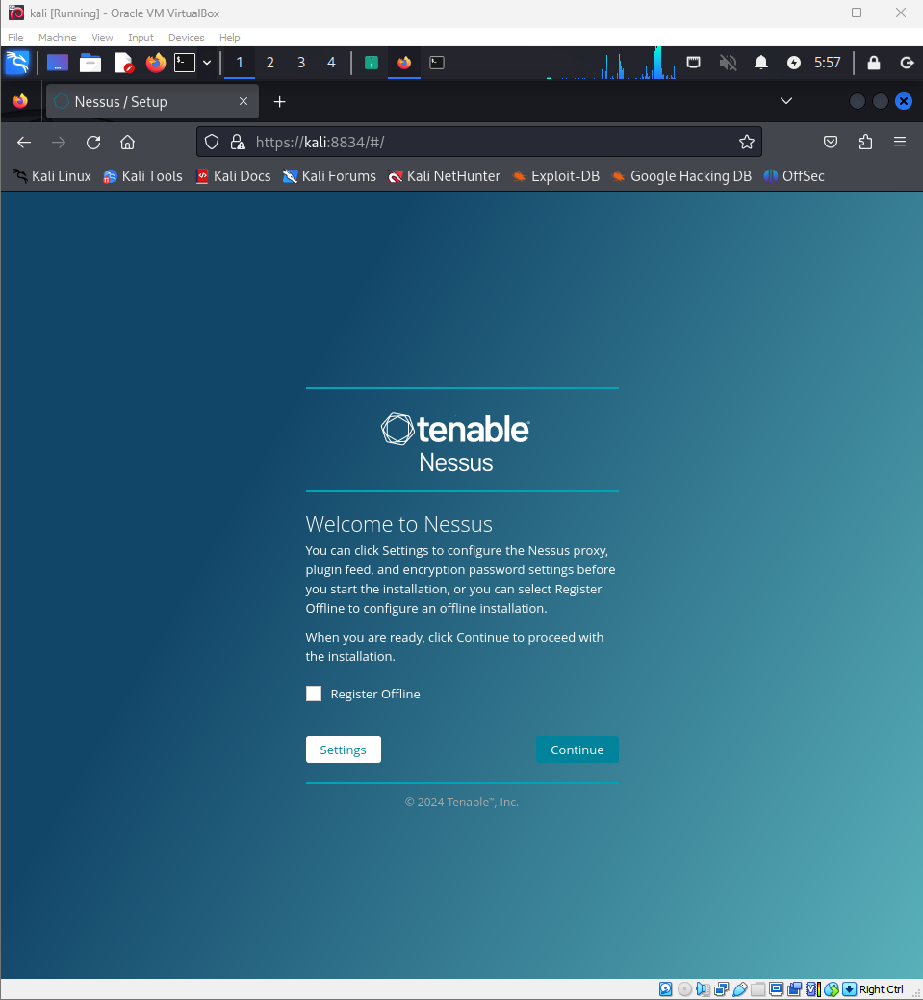 kali [Running] - Oracle VM VirtualBox
File Machine View Input Devices Help
1 2 3 4 5:57
Nessus / Setup
https://kali:8834/#/
Kali Linux Kali Tools Kali Docs Kali Forums Kali NetHunter Exploit-DB Google Hacking DB OffSec
tenable
Nessus
Welcome to Nessus
You can click Settings to configure the Nessus proxy,
plugin feed, and encryption password settings before
you start the installation, or you can select Register
Offline to configure an offline installation.
When you are ready, click Continue to proceed with
the installation.
Register Offline
Settings Continue
© 2024 Tenable™, Inc.
Right Ctrl